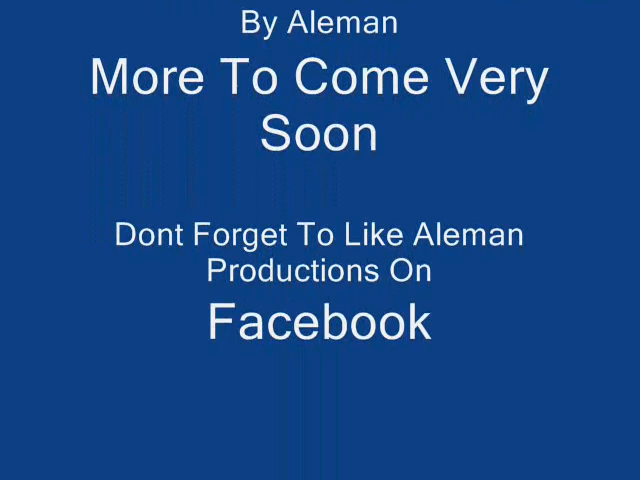 By Aleman
More To Come Very
Soon
Dont Forget To Like Aleman
Productions On
Facebook